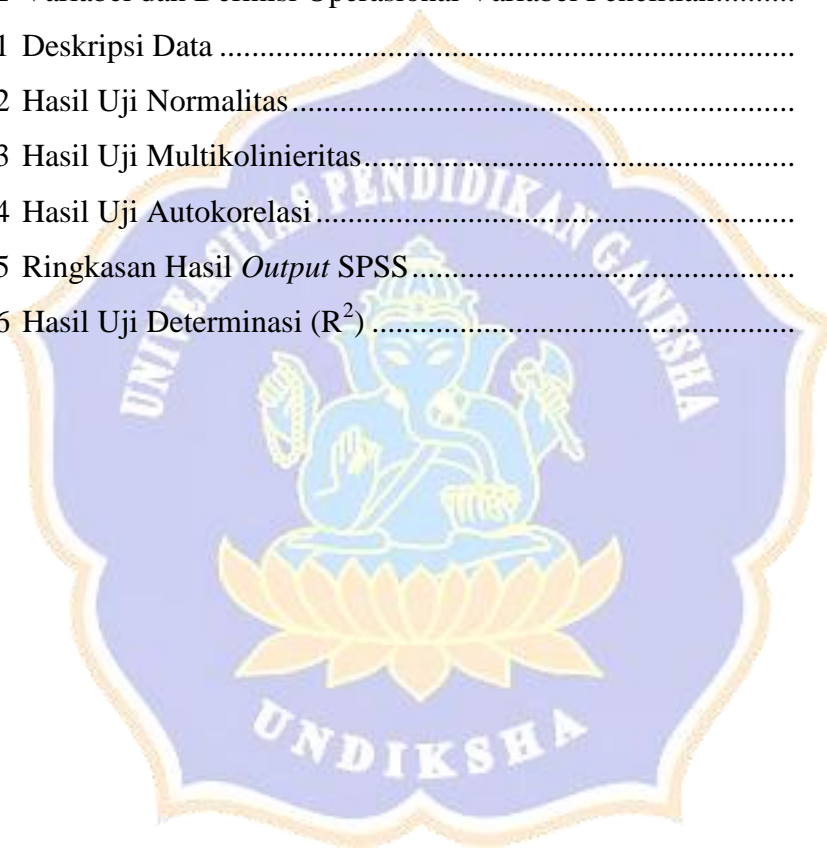 Variabel dan Definisi Operasional Variabel Penelitian..........
1 Deskripsi Data ..........................................................................
2 Hasil Uji Normalitas.................................................................
3 Hasil Uji Multikolinieritas.......................................................
4 Hasil Uji Autokorelasi..............................................................
5 Ringkasan Hasil Output SPSS.................................................
6 Hasil Uji Determinasi (R²) ......................................................
UNIVERSITAS PENDIDIKAN GANESHA
UNDIKSHA